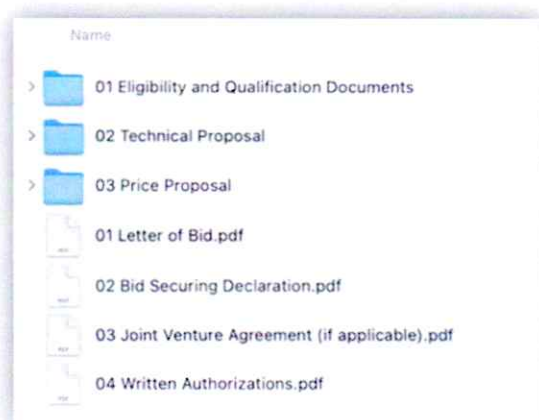 Name
01 Eligibility and Qualification Documents
02 Technical Proposal
03 Price Proposal
01 Letter of Bid.pdf
02 Bid Securing Declaration.pdf
03 Joint Venture Agreement (if applicable).pdf
04 Written Authorizations.pdf